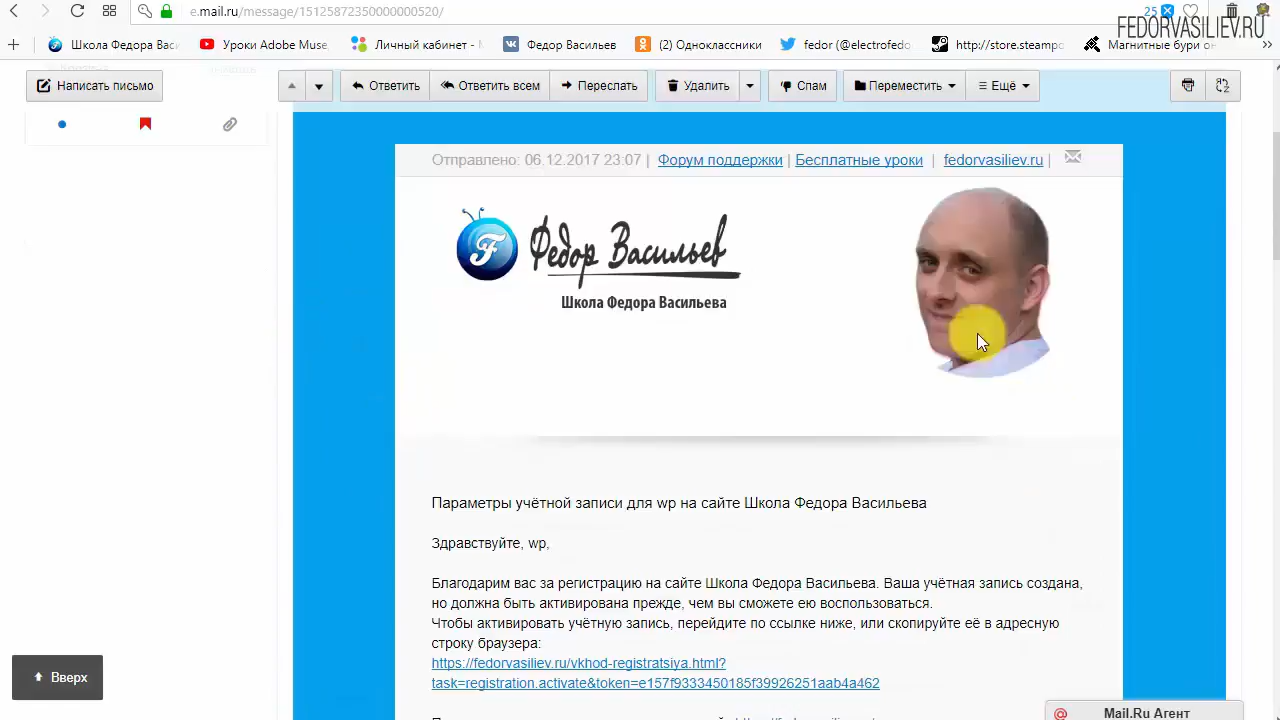 e.mail.ru/message/15125872350000000520/
25
FEDORVASILIEV.RU
Школа Федора Васи
Уроки Adobe Muse
Личный кабинет -
Федор Васильев
(2) Одноклассники
fedor (@electrofedo
http://store.steampo
Магнитные бури он
Написать письмо
Ответить
Ответить всем
Переслать
Удалить
Спам
Переместить
Ещё
Отправлено: 06.12.2017 23:07 | Форум поддержки | Бесплатные уроки | fedorvasiliev.ru |
Федор Васильев
Школа Федора Васильева
Параметры учётной записи для wp на сайте Школа Федора Васильева
Здравствуйте, wp,
Благодарим вас за регистрацию на сайте Школа Федора Васильева. Ваша учётная запись создана,
но должна быть активирована прежде, чем вы сможете ею воспользоваться.
Чтобы активировать учётную запись, перейдите по ссылке ниже, или скопируйте её в адресную
строку браузера:
https://fedorvasiliev.ru/vkhod-registratsiya.html?
task=registration.activate&token=e157f9333450185f39926251aab4a462
Вверх
Mail.Ru Агент